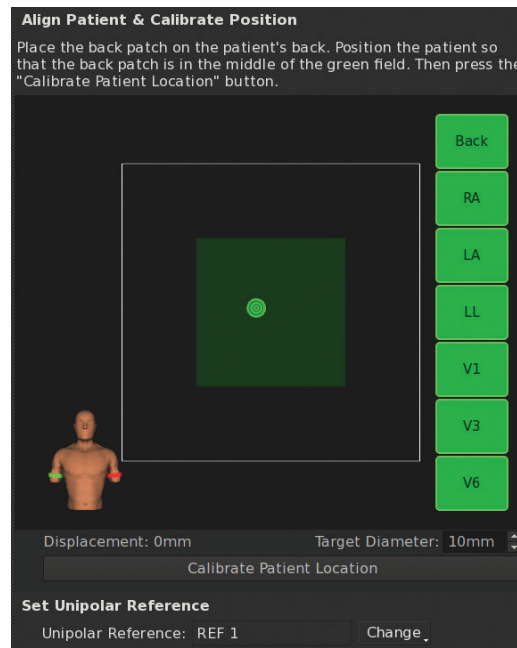 Align Patient & Calibrate Position
Place the back patch on the patient's back. Position the patient so
that the back patch is in the middle of the green field. Then press the
"Calibrate Patient Location" button.
Back
RA
LA
LL
V1
V3
V6
Displacement: 0mm Target Diameter: 10mm
Calibrate Patient Location
Set Unipolar Reference
Unipolar Reference: REF 1 Change